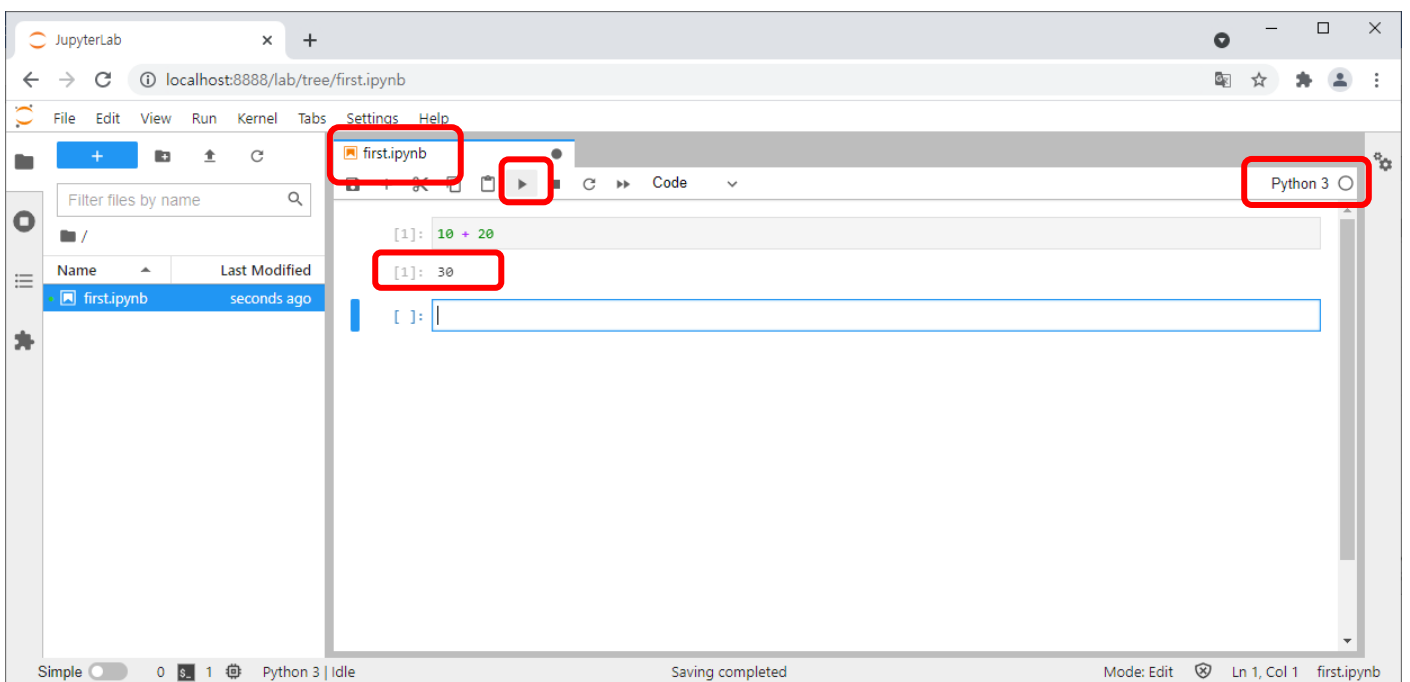 JupyterLab
localhost:8888/lab/tree/first.ipynb
File Edit View Run Kernel Tabs Settings Help
first.ipynb
Code
Python 3
Filter files by name
/
Name Last Modified
first.ipynb seconds ago
[1]: 10 + 20
[1]: 30
[ ]:
Simple 0 $_ 1 Python 3 | Idle Saving completed Mode: Edit Ln 1, Col 1 first.ipynb